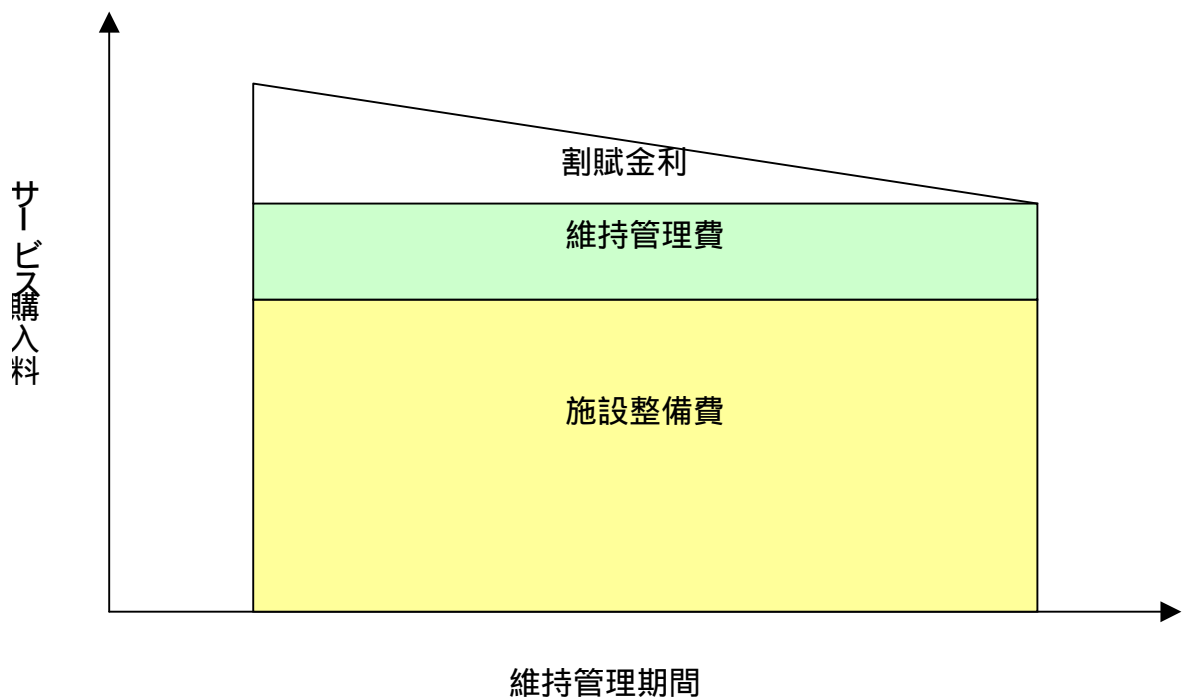 割賦金利
維持管理費
サービス購入料
施設整備費
維持管理期間